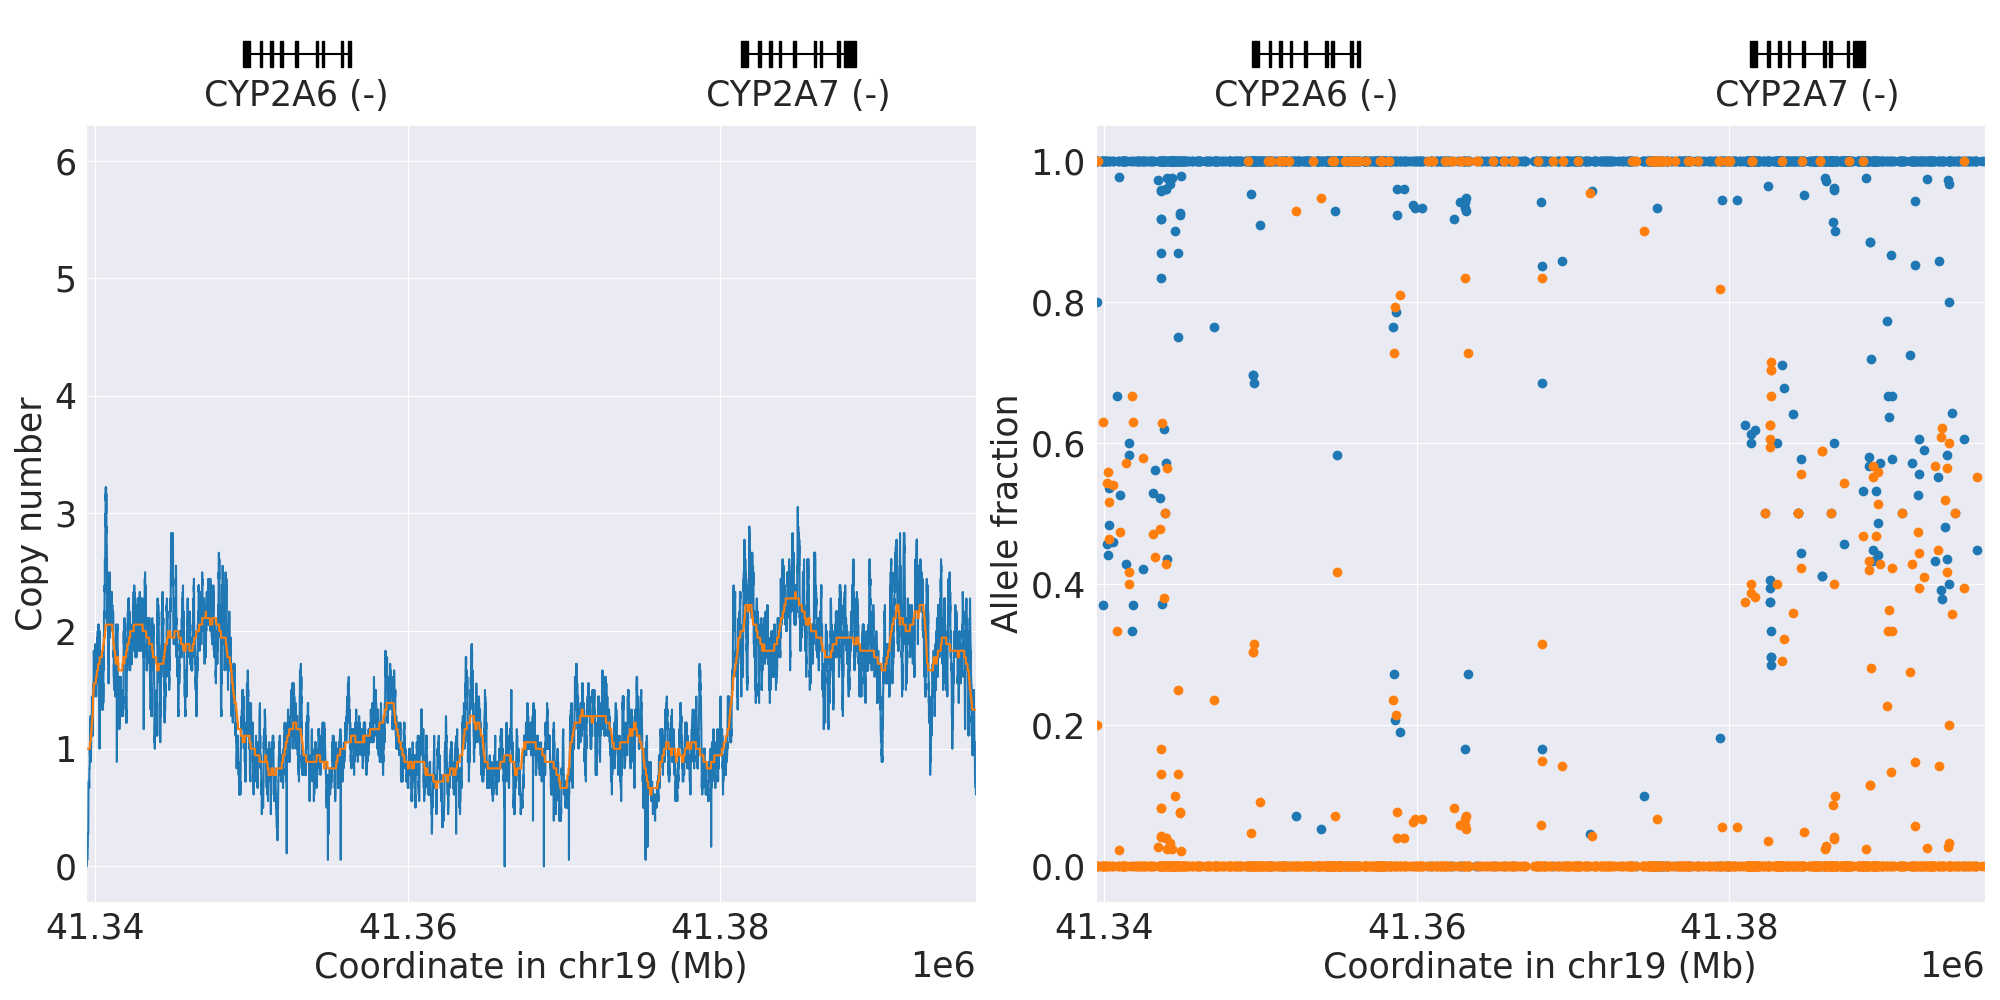 CYP2A6 (-)
CYP2A7 (-)
6
5
4
3
2
1
0
Copy number
41.34
41.36
41.38
Coordinate in chr19 (Mb)
1e6
CYP2A6 (-)
CYP2A7 (-)
1.0
0.8
0.6
0.4
0.2
0.0
Allele fraction
41.34
41.36
41.38
Coordinate in chr19 (Mb)
1e6